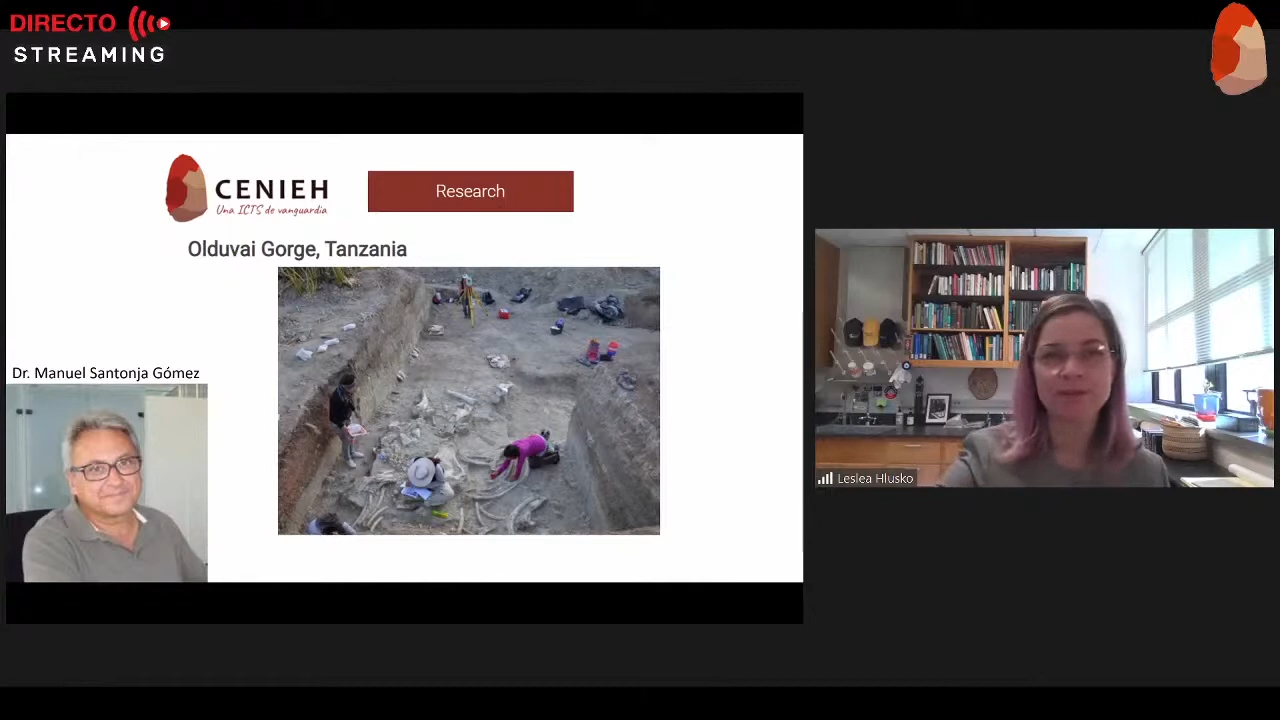 DIRECTO
STREAMING
CENIEH
Una ICTS de vanguardia
Research
Olduvai Gorge, Tanzania
Dr. Manuel Santonja Gómez
Leslea Hlusko